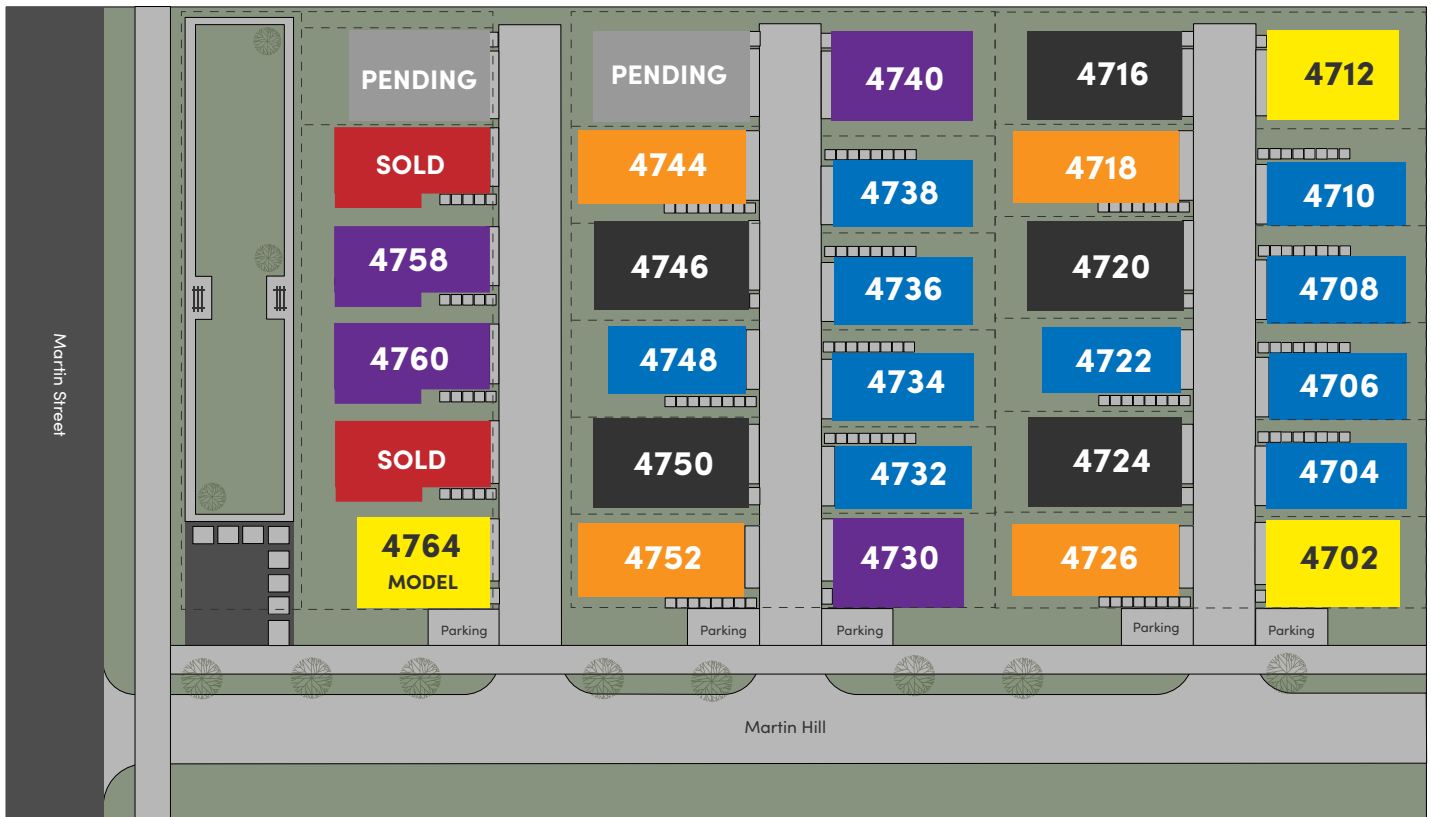 PENDING
PENDING
4740
4716
4712
SOLD
4744
4738
4718
4710
4758
4746
4736
4720
4708
4760
4748
4734
4722
4706
SOLD
4750
4732
4724
4704
4764
MODEL
4752
4730
4726
4702
Parking
Parking
Parking
Parking
Parking
Martin Street
Martin Hill